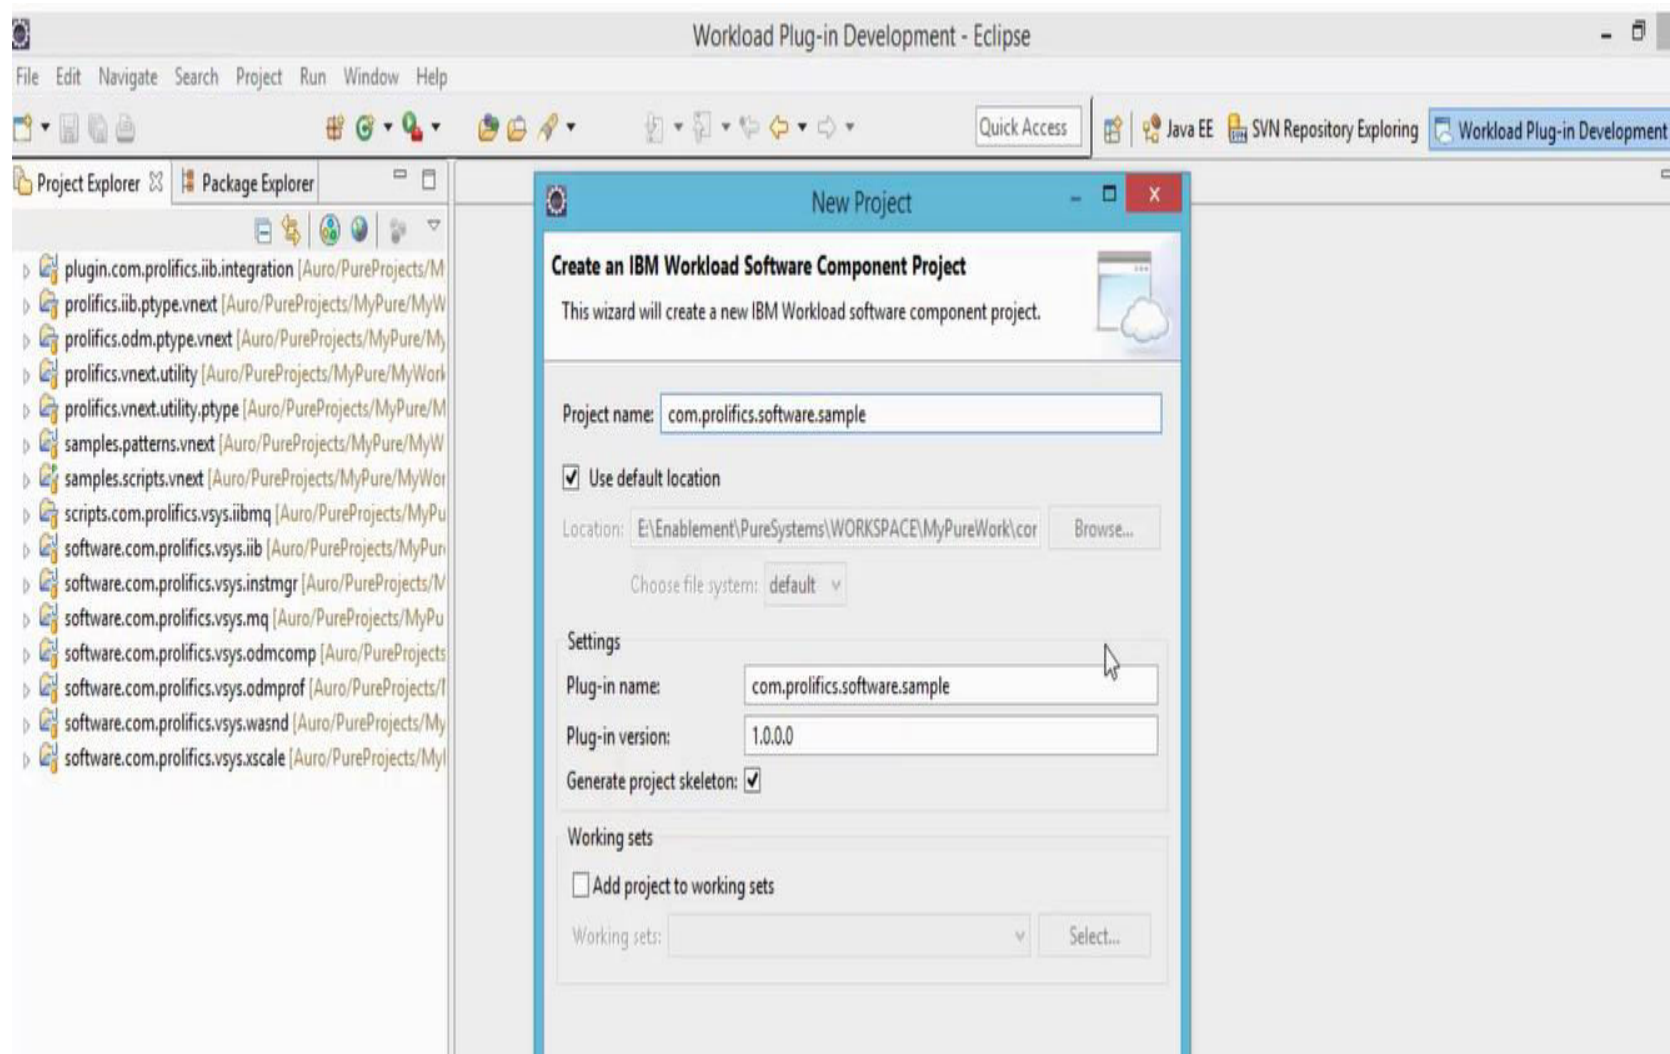 Workload Plug-in Development - Eclipse
File Edit Navigate Search Project Run Window Help
Quick Access Java EE SVN Repository Exploring Workload Plug-in Development
Project Explorer Package Explorer
plugin.com.prolifics.iib.integration [Auro/PureProjects/M
prolifics.iib.ptype.vnext [Auro/PureProjects/MyPure/MyW
prolifics.odm.ptype.vnext [Auro/PureProjects/MyPure/My
prolifics.vnext.utility [Auro/PureProjects/MyPure/MyWork
prolifics.vnext.utility.ptype [Auro/PureProjects/MyPure/M
samples.patterns.vnext [Auro/PureProjects/MyPure/MyW
samples.scripts.vnext [Auro/PureProjects/MyPure/MyWor
scripts.com.prolifics.vsys.iibmq [Auro/PureProjects/MyPu
software.com.prolifics.vsys.iib [Auro/PureProjects/MyPur
software.com.prolifics.vsys.instmgr [Auro/PureProjects/M
software.com.prolifics.vsys.mq [Auro/PureProjects/MyPu
software.com.prolifics.vsys.odmcomp [Auro/PureProjects
software.com.prolifics.vsys.odmprof [Auro/PureProjects/
software.com.prolifics.vsys.wasnd [Auro/PureProjects/My
software.com.prolifics.vsys.xscale [Auro/PureProjects/My
New Project
Create an IBM Workload Software Component Project
This wizard will create a new IBM Workload software component project.
Project name: com.prolifics.software.sample
Use default location
Location: E:\Enablement\PureSystems\WORKSPACE\MyPureWork\cor Browse...
Choose file system: default
Settings
Plug-in name: com.prolifics.software.sample
Plug-in version: 1.0.0.0
Generate project skeleton:
Working sets
Add project to working sets
Working sets: Select...